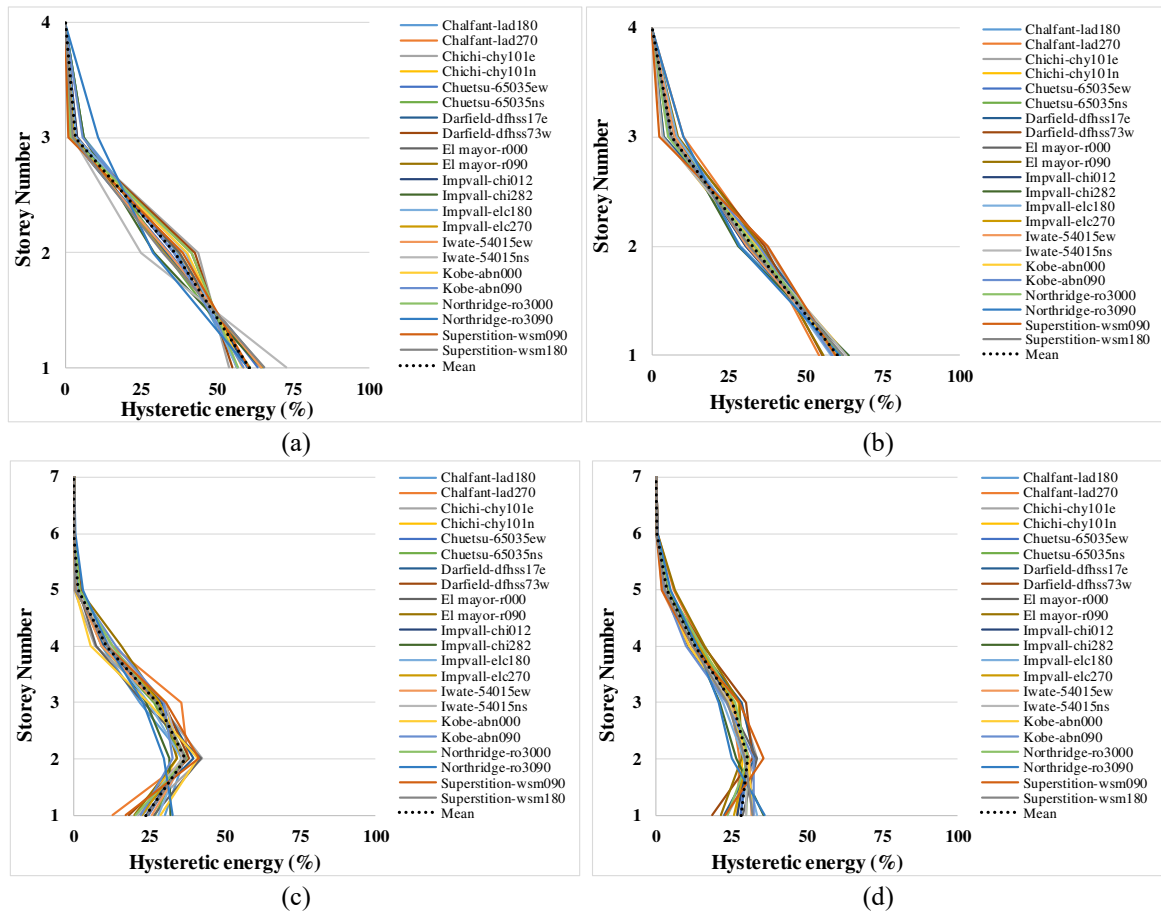 4
3
2
1
0
25
50
75
100
Storey Number
Hysteretic energy (%)
Chalfant-lad180
Chalfant-lad270
Chichi-chy101e
Chichi-chy101n
Chuetsu-65035ew
Chuetsu-65035ns
Darfield-dfhss17e
Darfield-dfhss73w
El mayor-r000
El mayor-r090
Impvall-chi012
Impvall-chi282
Impvall-elc180
Impvall-elc270
Iwate-54015ew
Iwate-54015ns
Kobe-abn000
Kobe-abn090
Northridge-ro3000
Northridge-ro3090
Superstition-wsm090
Superstition-wsm180
Mean
(a)
4
3
2
1
0
25
50
75
100
Storey Number
Hysteretic energy (%)
Chalfant-lad180
Chalfant-lad270
Chichi-chy101e
Chichi-chy101n
Chuetsu-65035ew
Chuetsu-65035ns
Darfield-dfhss17e
Darfield-dfhss73w
El mayor-r000
El mayor-r090
Impvall-chi012
Impvall-chi282
Impvall-elc180
Impvall-elc270
Iwate-54015ew
Iwate-54015ns
Kobe-abn000
Kobe-abn090
Northridge-ro3000
Northridge-ro3090
Superstition-wsm090
Superstition-wsm180
Mean
(b)
7
6
5
4
3
2
1
0
25
50
75
100
Storey Number
Hysteretic energy (%)
Chalfant-lad180
Chalfant-lad270
Chichi-chy101e
Chichi-chy101n
Chuetsu-65035ew
Chuetsu-65035ns
Darfield-dfhss17e
Darfield-dfhss73w
El mayor-r000
El mayor-r090
Impvall-chi012
Impvall-chi282
Impvall-elc180
Impvall-elc270
Iwate-54015ew
Iwate-54015ns
Kobe-abn000
Kobe-abn090
Northridge-ro3000
Northridge-ro3090
Superstition-wsm090
Superstition-wsm180
Mean
(c)
7
6
5
4
3
2
1
0
25
50
75
100
Storey Number
Hysteretic energy (%)
Chalfant-lad180
Chalfant-lad270
Chichi-chy101e
Chichi-chy101n
Chuetsu-65035ew
Chuetsu-65035ns
Darfield-dfhss17e
Darfield-dfhss73w
El mayor-r000
El mayor-r090
Impvall-chi012
Impvall-chi282
Impvall-elc180
Impvall-elc270
Iwate-54015ew
Iwate-54015ns
Kobe-abn000
Kobe-abn090
Northridge-ro3000
Northridge-ro3090
Superstition-wsm090
Superstition-wsm180
Mean
(d)